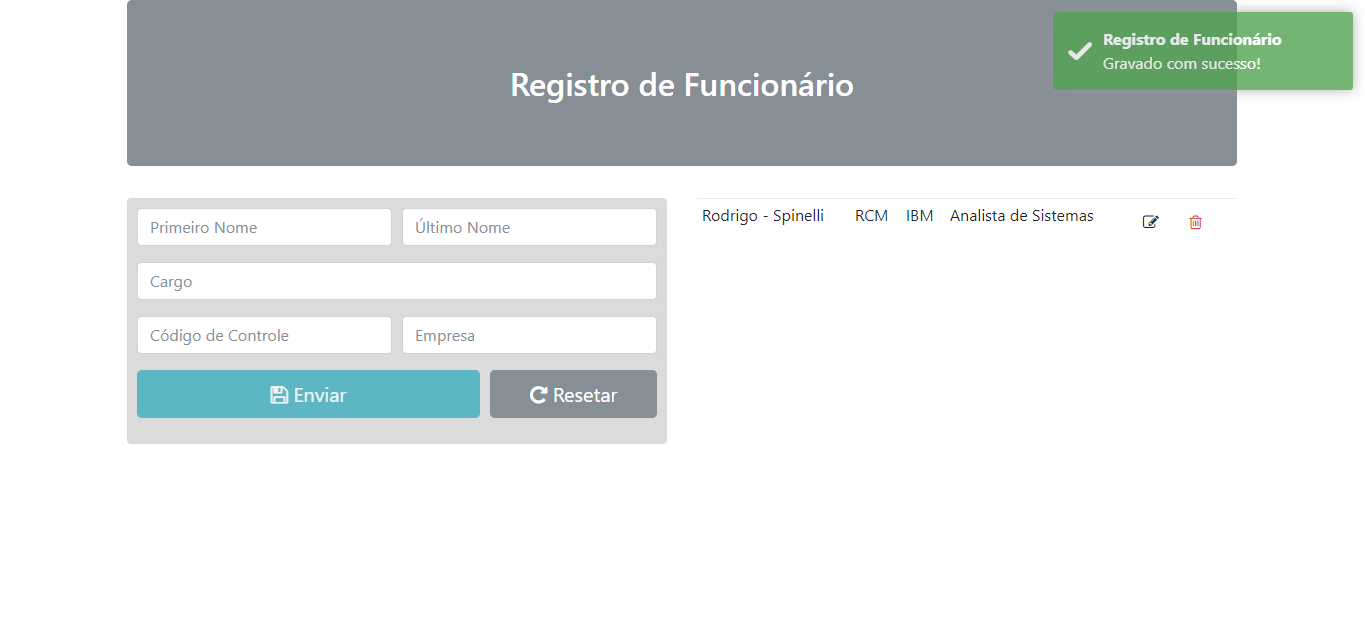 Registro de Funcionário
Registro de Funcionário
Gravado com sucesso!
Primeiro Nome
Último Nome
Cargo
Código de Controle
Empresa
Enviar
Resetar
Rodrigo - Spinelli RCM IBM Analista de Sistemas